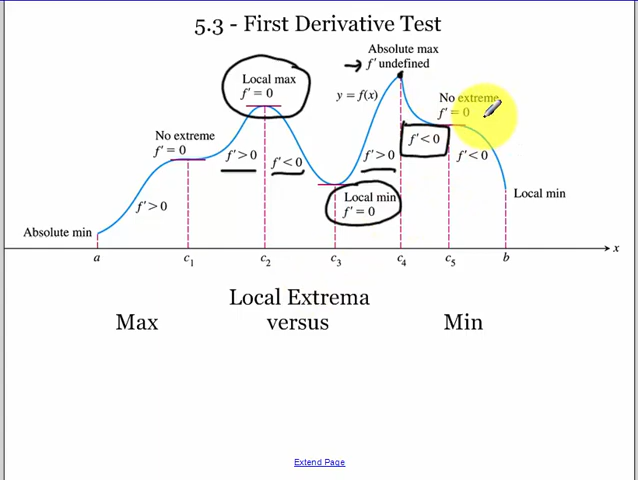 5.3 - First Derivative Test
Absolute max
f′ undefined
Local max
f′ = 0
y = f(x)
No extreme
f′ = 0
No extreme
f′ = 0
f′ > 0
f′ < 0
f′ > 0
f′ < 0
f′ < 0
f′ > 0
Local min
f′ = 0
Local min
Absolute min
a
c₁
c₂
c₃
c₄
c₅
b
x
Local Extrema
Max versus Min
Extend Page